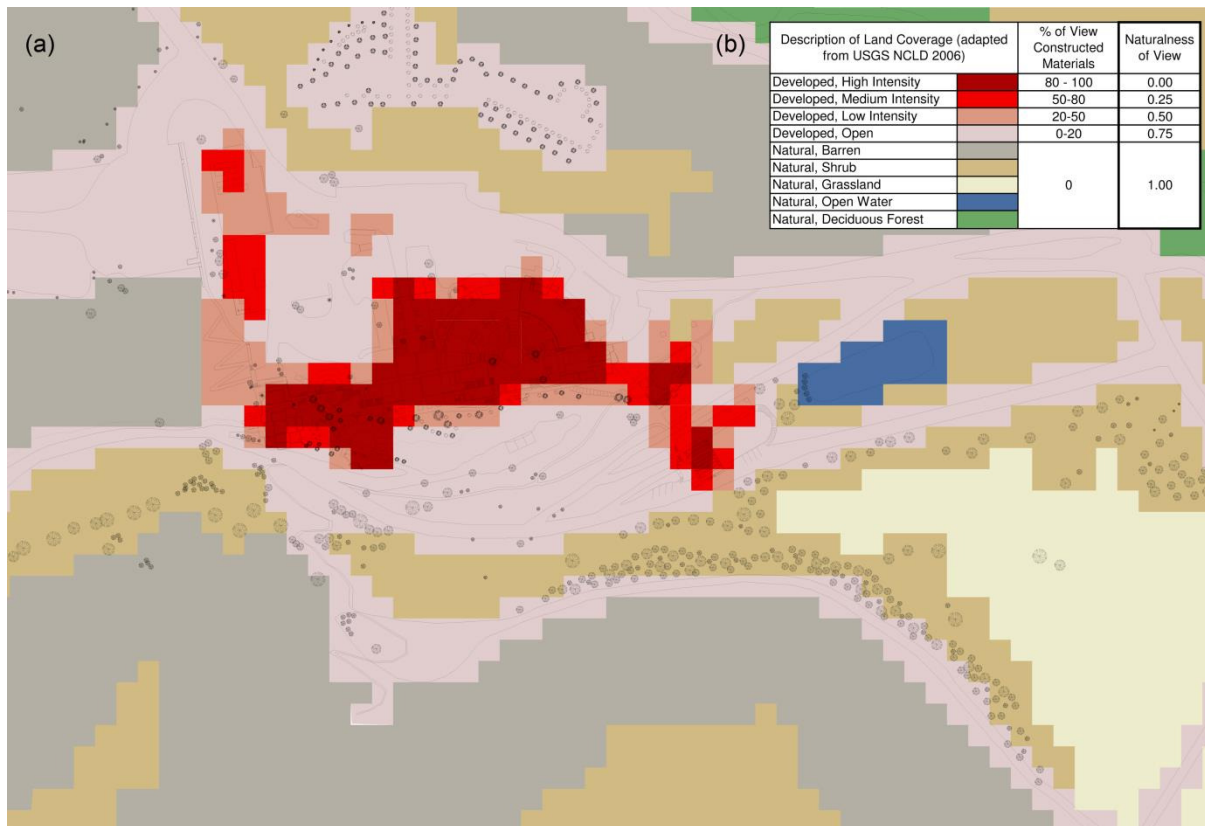 (a)
(b)
Description of Land Coverage (adapted
from USGS NCLD 2006)
% of View
Constructed
Materials
Naturalness
of View
Developed, High Intensity 80 - 100 0.00
Developed, Medium Intensity 50-80 0.25
Developed, Low Intensity 20-50 0.50
Developed, Open 0-20 0.75
Natural, Barren
Natural, Shrub
Natural, Grassland 0 1.00
Natural, Open Water
Natural, Deciduous Forest